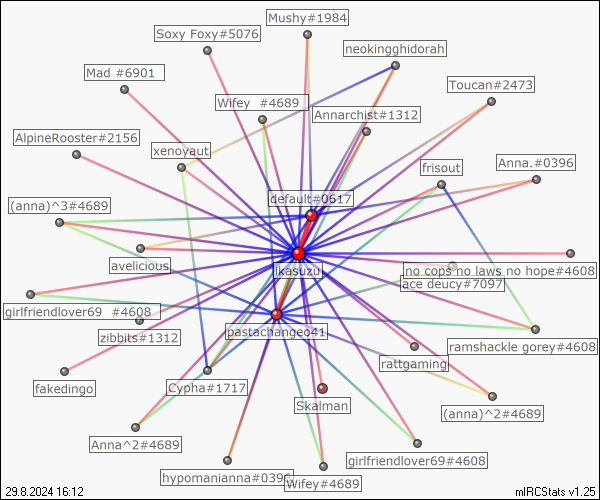 Mushy#1984
Soxy Foxy#5076
neokingghidorah
Mad #6901
Toucan#2473
Wifey #4689
Annarchist#1312
AlpineRooster#2156
xenoyaut
frisout
Anna.#0396
default#0617
(anna)^3#4689
avelicious
jkasuzu
no cops no laws no hope#4608
ace deucy#7097
girlfriendlover69 #4608
zibbits#1312
pastachangeo41
ramshackle gorey#4608
rattgaming
fakedingo
Cypha#1717
Skalman
(anna)^2#4689
Anna^2#4689
girlfriendlover69#4608
hypomanianna#0396
Wifey#4689
29.8.2024 16:12
mIRCStats v1.25